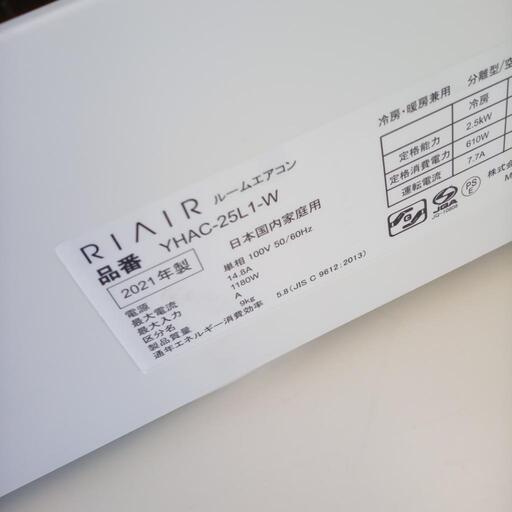 RIAIR ルームエアコン
品番 YHAC-25L1-W
2021年製 日本国内家庭用
電源 単相 100V 50/60Hz
最大電流 14.8A
最大入力 1180W
区分名 A
製品質量 9kg
通年エネルギー消費効率 5.8 (JIS C 9612:2013)
冷房・暖房兼用 分離型/空
冷房
定格能力 2.5kW
定格消費電力 610W
運転電流 7.7A
PS
E
JQA
JQ-10808
株式会